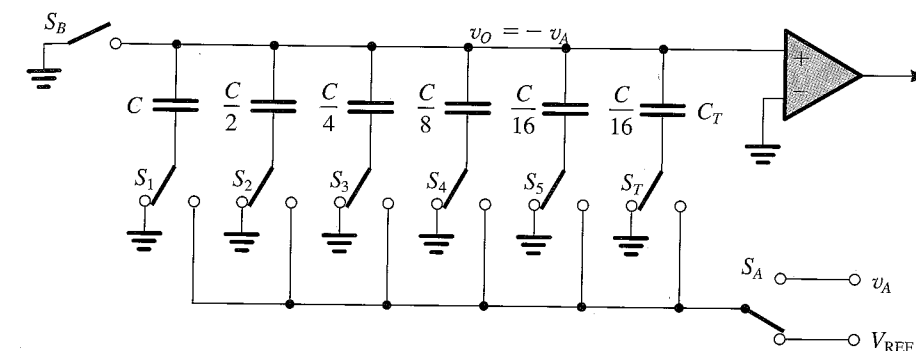 S_B
v_O = − v_A
C
C/2
C/4
C/8
C/16
C/16
C_T
+
−
S_1
S_2
S_3
S_4
S_5
S_T
S_A
v_A
V_REF